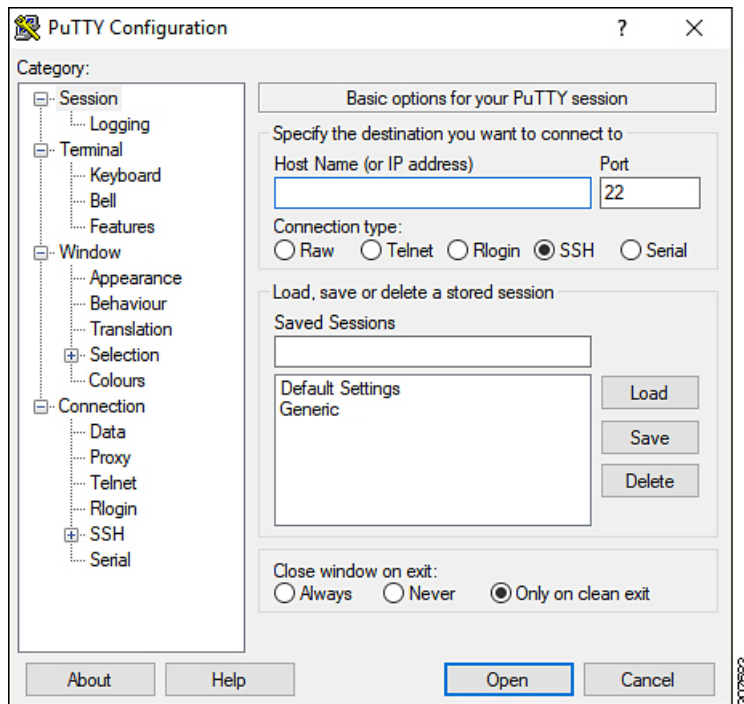 PuTTY Configuration
?
Category:
Session
Logging
Terminal
Keyboard
Bell
Features
Window
Appearance
Behaviour
Translation
Selection
Colours
Connection
Data
Proxy
Telnet
Rlogin
SSH
Serial
Basic options for your PuTTY session
Specify the destination you want to connect to
Host Name (or IP address) Port
22
Connection type:
Raw Telnet Rlogin SSH Serial
Load, save or delete a stored session
Saved Sessions
Default Settings
Generic
Load
Save
Delete
Close window on exit:
Always Never Only on clean exit
About Help Open Cancel